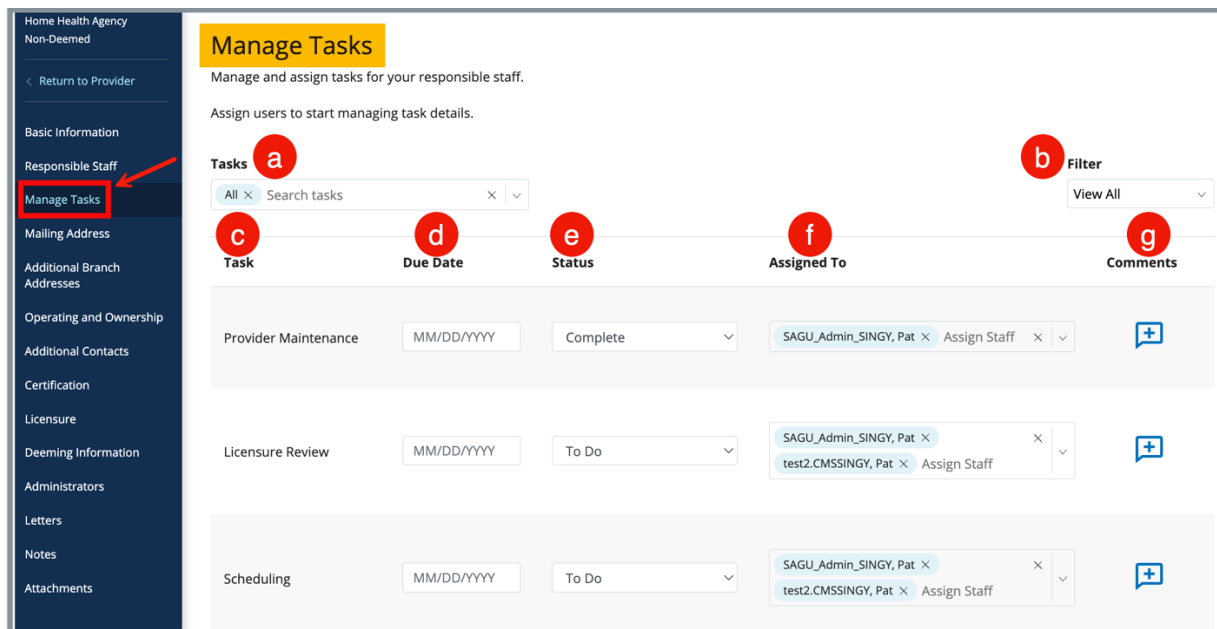 Home Health Agency
Non-Deemed
< Return to Provider
Basic Information
Responsible Staff
Manage Tasks
Mailing Address
Additional Branch
Addresses
Operating and Ownership
Additional Contacts
Certification
Licensure
Deeming Information
Administrators
Letters
Notes
Attachments
Manage Tasks
Manage and assign tasks for your responsible staff.
Assign users to start managing task details.
Tasks a b Filter
All × Search tasks × View All
c d e f g
Task Due Date Status Assigned To Comments
Provider Maintenance MM/DD/YYYY Complete SAGU_Admin_SINGY, Pat × Assign Staff ×
Licensure Review MM/DD/YYYY To Do SAGU_Admin_SINGY, Pat × ×
test2.CMSSINGY, Pat × Assign Staff
Scheduling MM/DD/YYYY To Do SAGU_Admin_SINGY, Pat × ×
test2.CMSSINGY, Pat × Assign Staff